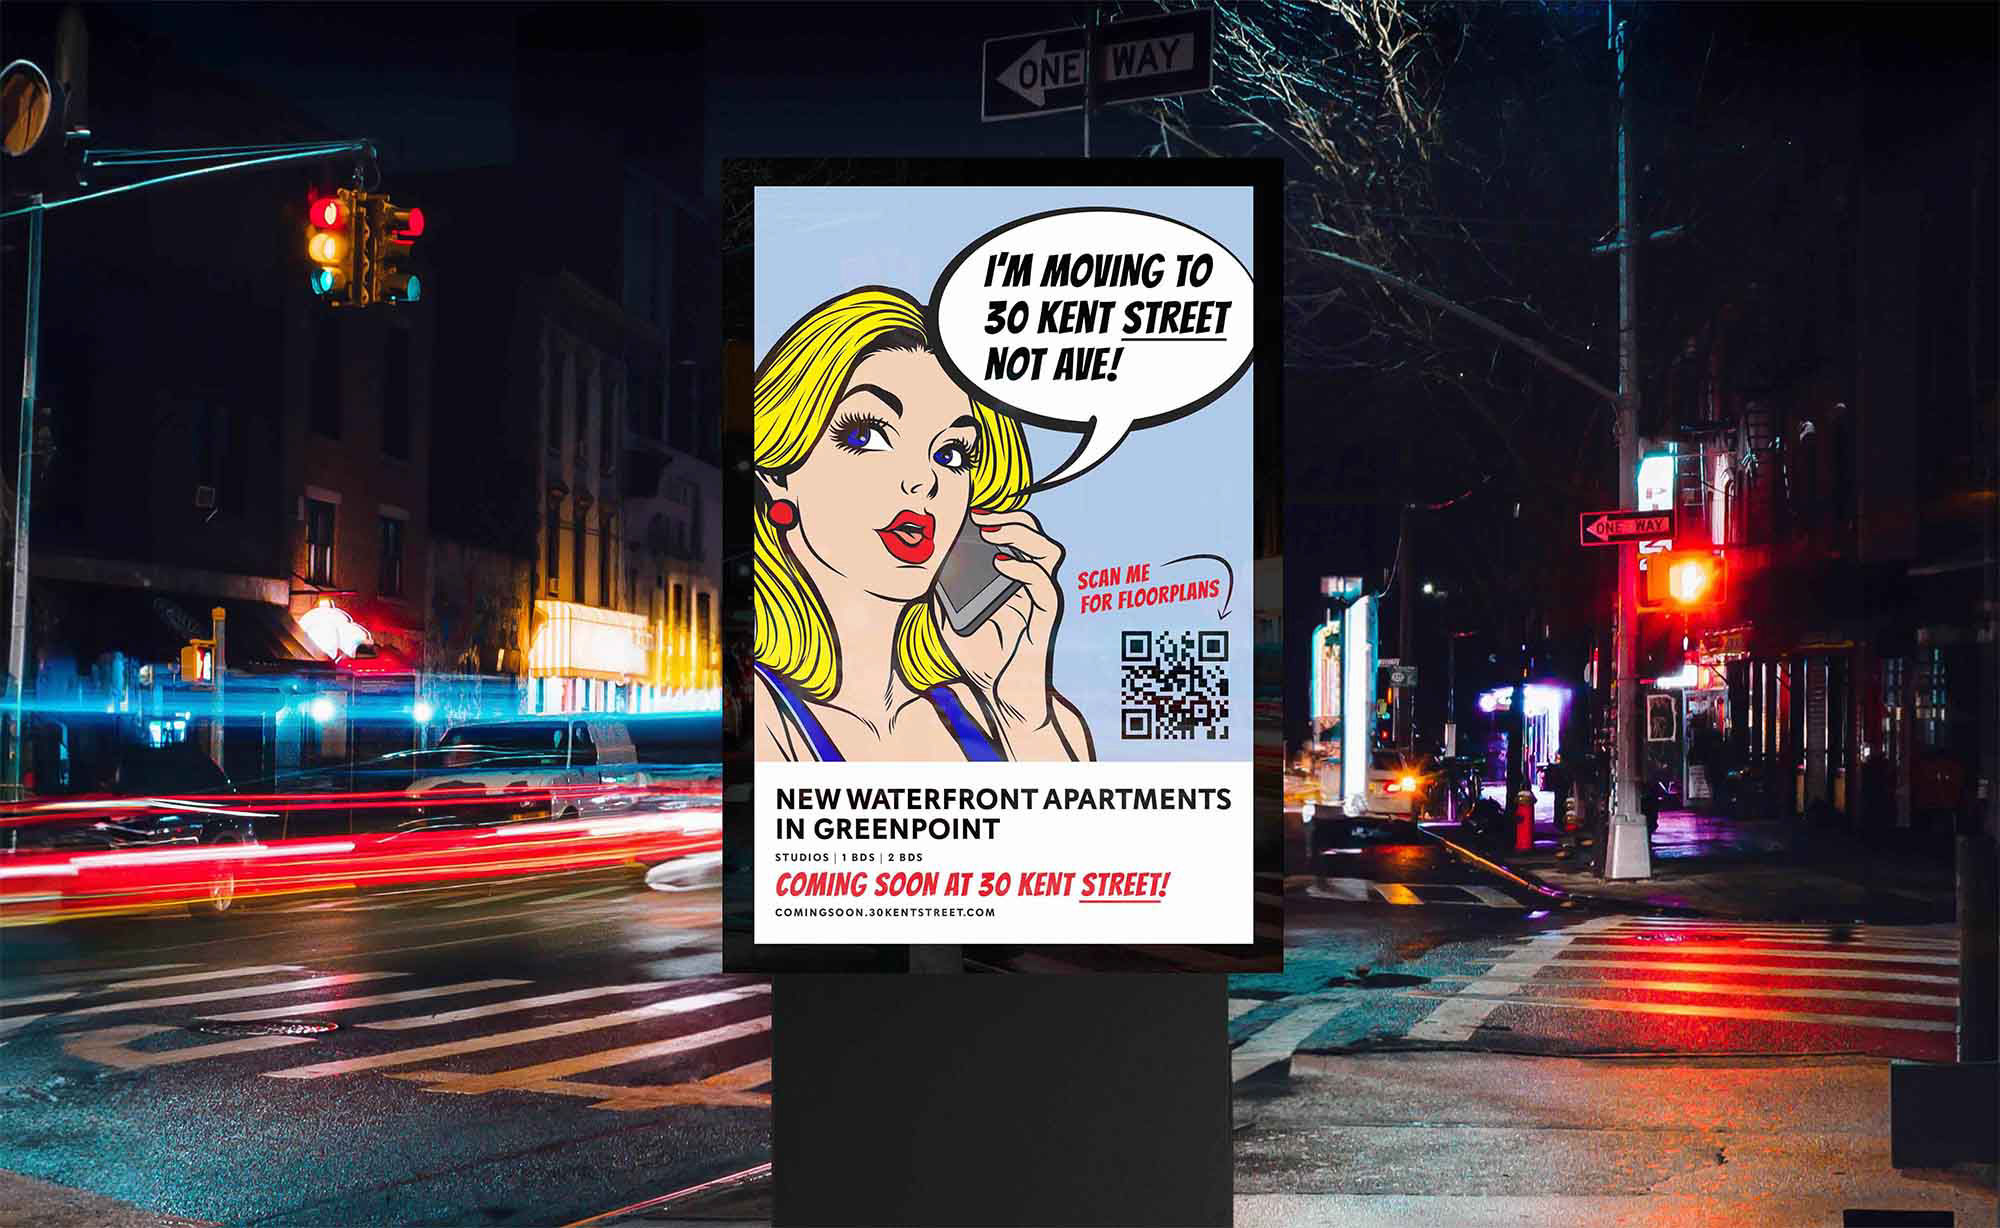 ONE WAY
I'M MOVING TO
30 KENT STREET
NOT AVE!
SCAN ME
FOR FLOORPLANS
ONE WAY
NEW WATERFRONT APARTMENTS
IN GREENPOINT
STUDIOS | 1 BDS | 2 BDS
COMING SOON AT 30 KENT STREET!
COMINGSOON.30KENTSTREET.COM